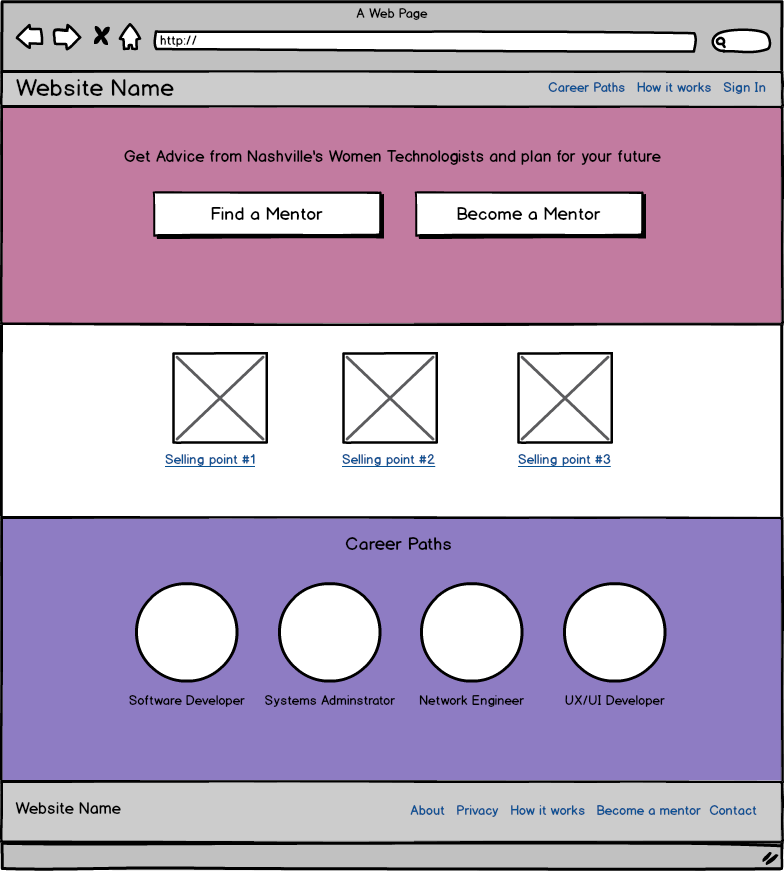 A Web Page
http://
Website Name
Career Paths How it works Sign In
Get Advice from Nashville's Women Technologists and plan for your future
Find a Mentor Become a Mentor
Selling point #1 Selling point #2 Selling point #3
Career Paths
Software Developer Systems Adminstrator Network Engineer UX/UI Developer
Website Name
About Privacy How it works Become a mentor Contact